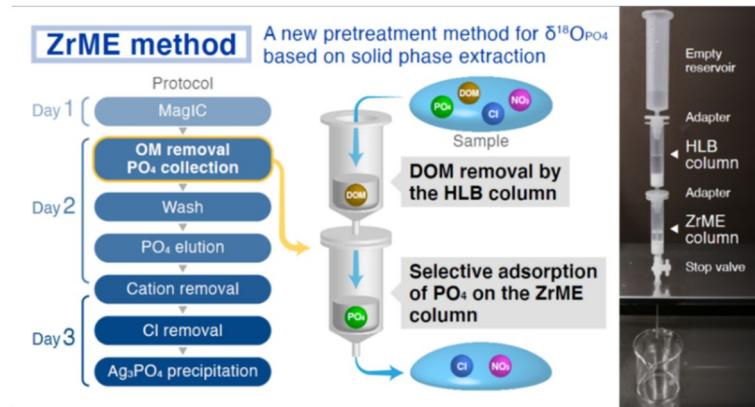 ZrME method
A new pretreatment method for δ¹⁸O_PO4
based on solid phase extraction
Protocol
Day 1
MagIC
OM removal
PO₄ collection
Day 2
Wash
PO₄ elution
Cation removal
Day 3
Cl removal
Ag₃PO₄ precipitation
DOM
PO₄
NO₃
Cl
Sample
DOM
DOM removal by
the HLB column
PO₄
Selective adsorption
of PO₄ on the ZrME
column
Cl
NO₃
Empty
reservoir
Adapter
HLB
column
Adapter
ZrME
column
Stop valve